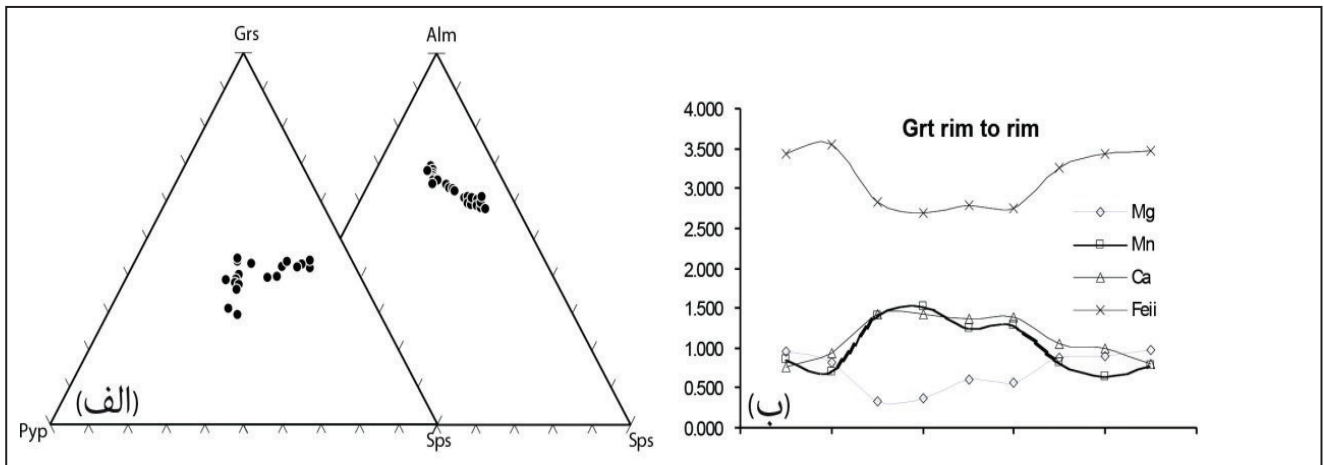 Grs
Alm
Pyp
Sps
Sps
(الف)
4.000
3.500
3.000
2.500
2.000
1.500
1.000
0.500
0.000
Grt rim to rim
Mg
Mn
Ca
Feii
(ب)